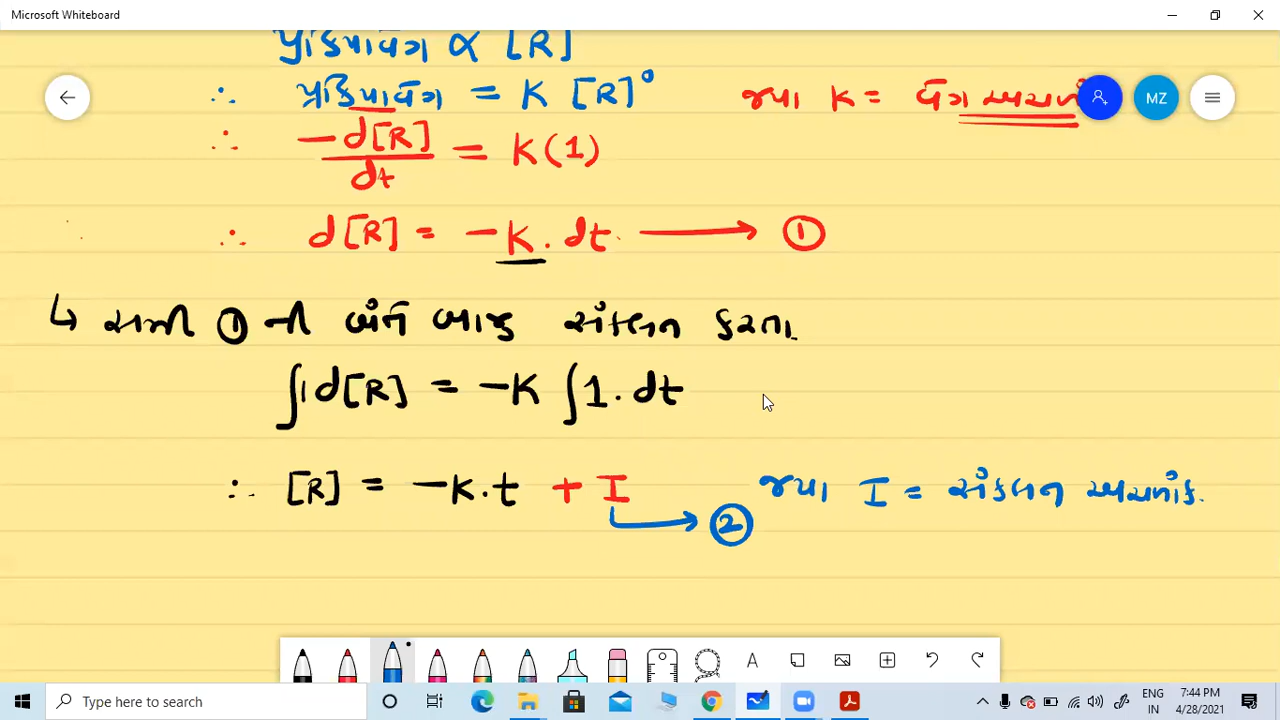 Microsoft Whiteboard
પ્રક્રિયાવેગ ∝ [R]
∴ પ્રક્રિયાવેગ = K [R]⁰ જ્યાં K = વેગ અચળાં
MZ
∴ -d[R]/dt = K(1)
∴ d[R] = -K . dt. ⟶ ①
↳ સમી ① ની બંને બાજુ સંકલન કરતા.
∫1d[R] = -K ∫1. dt
∴ [R] = -K.t + I જ્યાં I = સંકલન અચળાંક.
②
A
Type here to search
ENG 7:44 PM
IN 4/28/2021